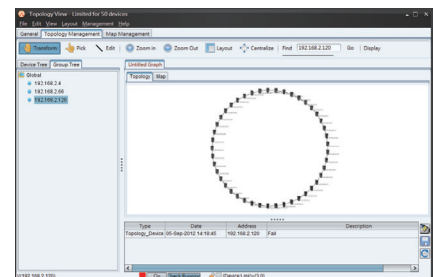 Topology View - Limited for 50 devices
File Edit View Layout Management Help
General Topology Management Map Management
Transform Pick Edit Zoom in Zoom Out Layout Centralize Find 192.168.2.120 Go Display
Device Tree Group Tree
Untitled Graph
Global
Topology Map
192.168.2.4
192.168.2.66
192.168.2.120
Type Date Address Description
Topology_Device 05-Sep-2012 14:18:45 192.168.2.120 Fail